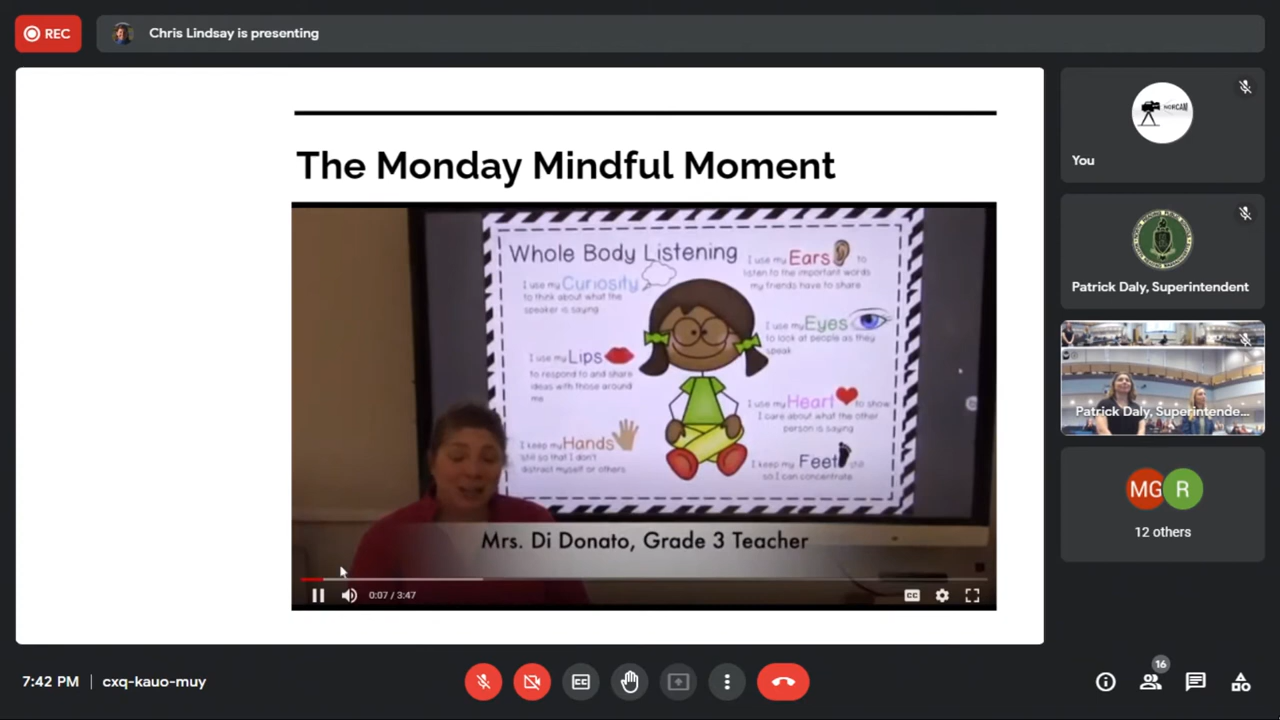 REC
Chris Lindsay is presenting
The Monday Mindful Moment
Whole Body Listening
I use my Curiosity
to think about what the
speaker is saying
I use my Lips
to respond to and share
ideas with those around
me
I keep my Hands
still so that I don't
distract myself or others
I use my Ears to
listen to the important words
my friends have to share
I use my Eyes
to look at people as they
speak
I use my Heart to show
I care about what the other
person is saying
I keep my Feet still
so I can concentrate
Mrs. Di Donato, Grade 3 Teacher
0:07 / 3:47
CC
NORCAM
You
Patrick Daly, Superintendent
Patrick Daly, Superintende...
MG
R
12 others
7:42 PM | cxq-kauo-muy
CC
16